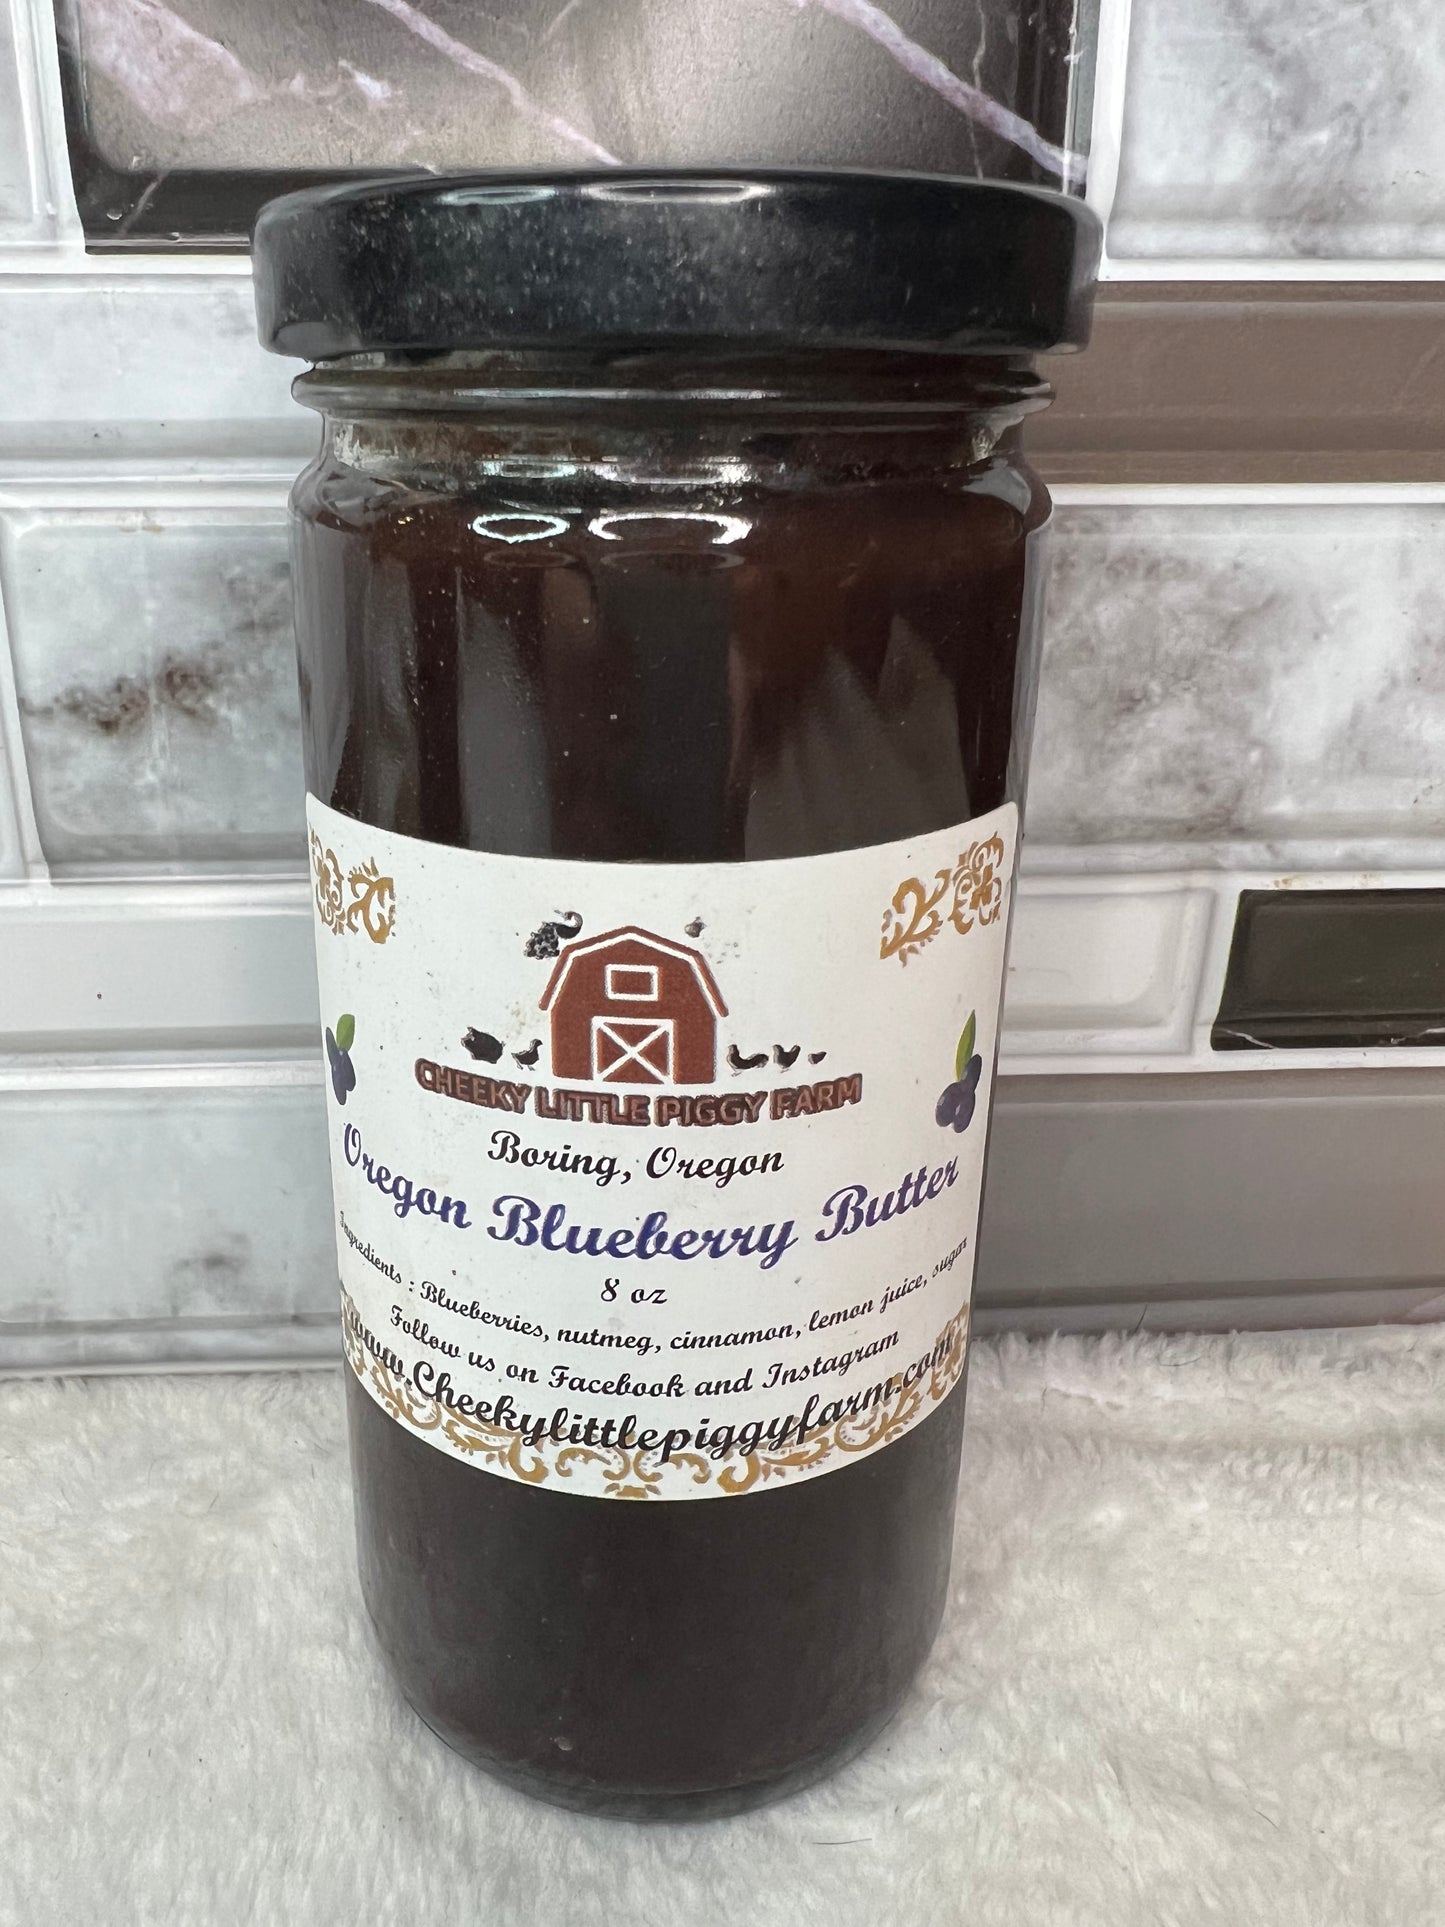 CHEEKY LITTLE PIGGY FARM
Boring, Oregon
Oregon Blueberry Butter
8 oz
Ingredients : Blueberries, nutmeg, cinnamon, lemon juice, sugar
Follow us on Facebook and Instagram
www.Cheekylittlepiggyfarm.com